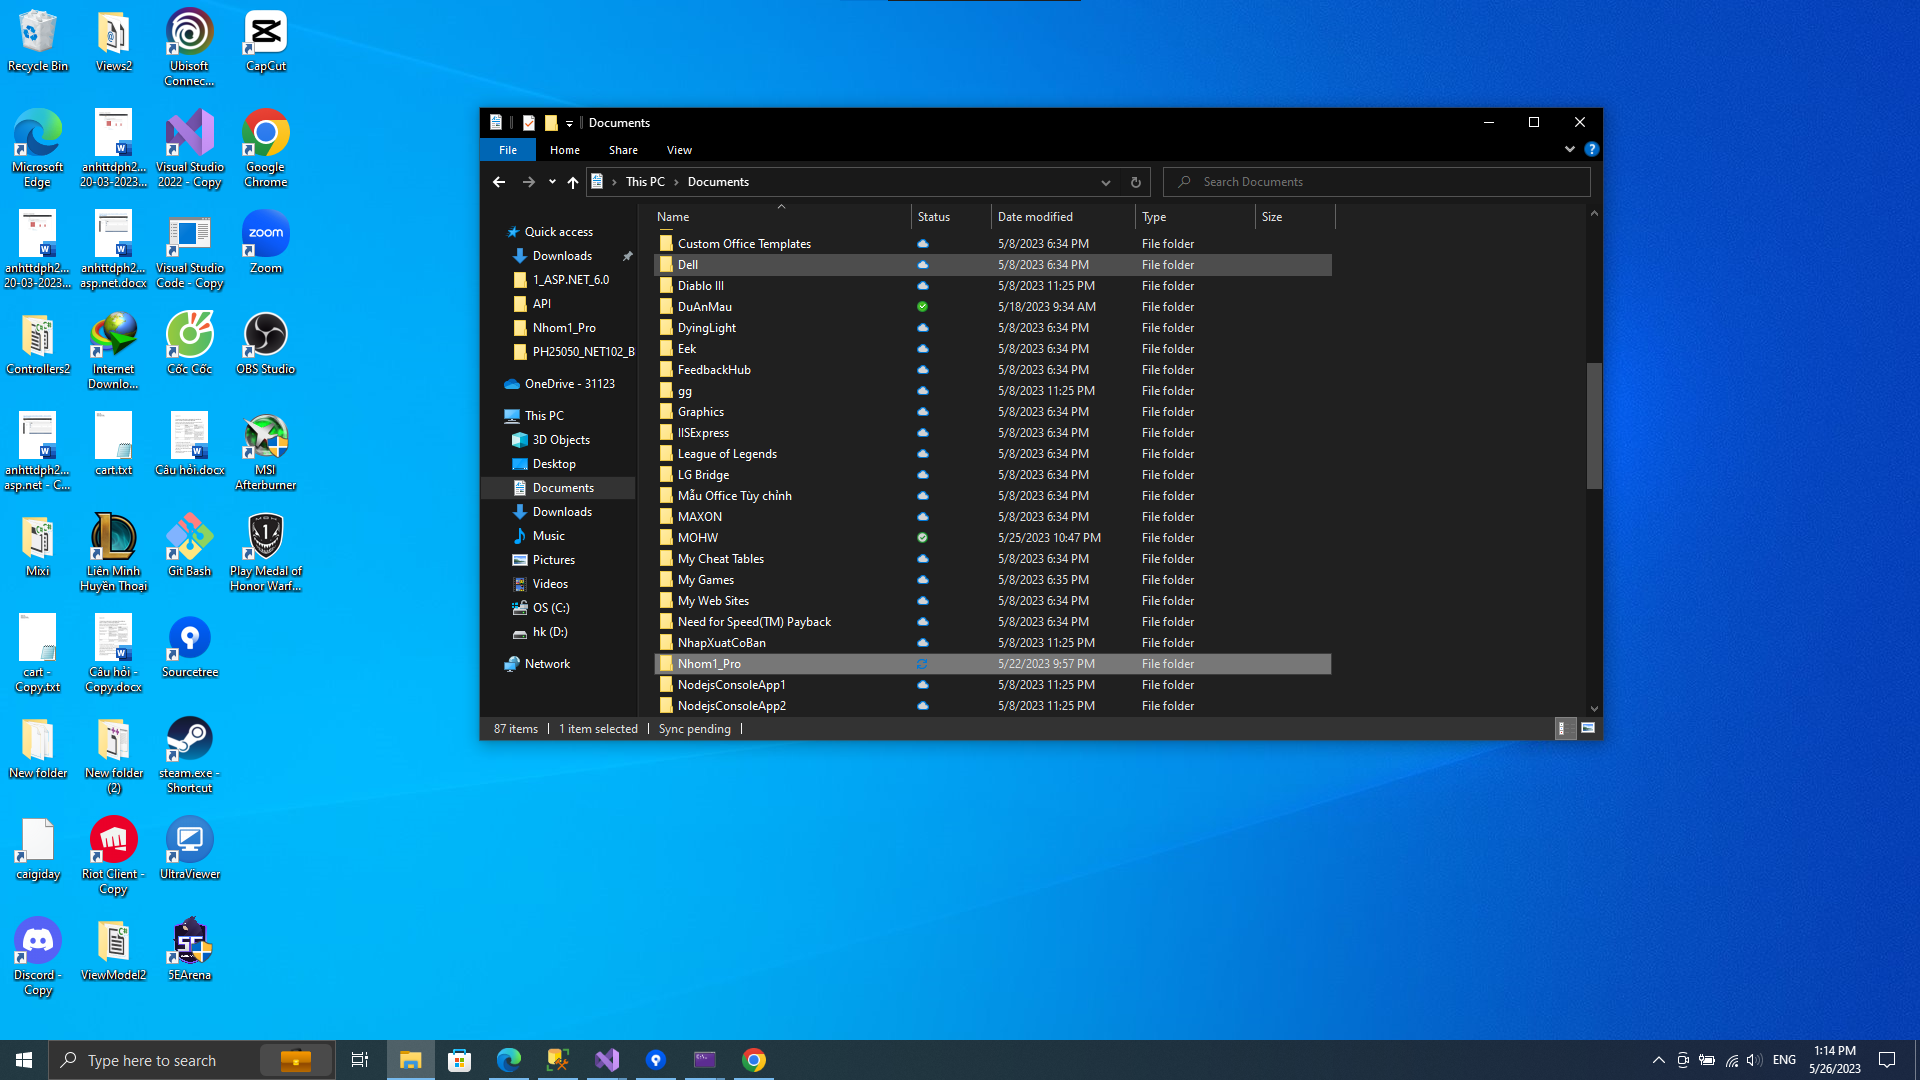 Recycle Bin
Views2
Ubisoft
Connec...
CapCut
Microsoft
Edge
anhttdph2...
20-03-2023...
Visual Studio
2022 - Copy
Google
Chrome
anhttdph2...
20-03-2023...
anhttdph2...
asp.net.docx
Visual Studio
Code - Copy
zoom
Zoom
Controllers2
Internet
Downlo...
Cốc Cốc
OBS Studio
anhttdph2...
asp.net - C...
cart.txt
Câu hỏi.docx
MSI
Afterburner
Mixi
Liên Minh
Huyền Thoại
Git Bash
Play Medal of
Honor Warf...
cart -
Copy.txt
Câu hỏi -
Copy.docx
Sourcetree
New folder
New folder
(2)
steam.exe -
Shortcut
caigiday
Riot Client -
Copy
UltraViewer
Discord -
Copy
ViewModel2
5EArena
Documents
File Home Share View
This PC > Documents
Search Documents
Quick access
Downloads
1_ASP.NET_6.0
API
Nhom1_Pro
PH25050_NET102_B
OneDrive - 31123
This PC
3D Objects
Desktop
Documents
Downloads
Music
Pictures
Videos
OS (C:)
hk (D:)
Network
Name Status Date modified Type Size
Custom Office Templates 5/8/2023 6:34 PM File folder
Dell 5/8/2023 6:34 PM File folder
Diablo III 5/8/2023 11:25 PM File folder
DuAnMau 5/18/2023 9:34 AM File folder
DyingLight 5/8/2023 6:34 PM File folder
Eek 5/8/2023 6:34 PM File folder
FeedbackHub 5/8/2023 6:34 PM File folder
gg 5/8/2023 11:25 PM File folder
Graphics 5/8/2023 6:34 PM File folder
IISExpress 5/8/2023 6:34 PM File folder
League of Legends 5/8/2023 6:34 PM File folder
LG Bridge 5/8/2023 6:34 PM File folder
Mẫu Office Tùy chỉnh 5/8/2023 6:34 PM File folder
MAXON 5/8/2023 6:34 PM File folder
MOHW 5/25/2023 10:47 PM File folder
My Cheat Tables 5/8/2023 6:34 PM File folder
My Games 5/8/2023 6:35 PM File folder
My Web Sites 5/8/2023 6:34 PM File folder
Need for Speed(TM) Payback 5/8/2023 6:34 PM File folder
NhapXuatCoBan 5/8/2023 11:25 PM File folder
Nhom1_Pro 5/22/2023 9:57 PM File folder
NodejsConsoleApp1 5/8/2023 11:25 PM File folder
NodejsConsoleApp2 5/8/2023 11:25 PM File folder
87 items 1 item selected Sync pending
Type here to search
ENG
1:14 PM
5/26/2023